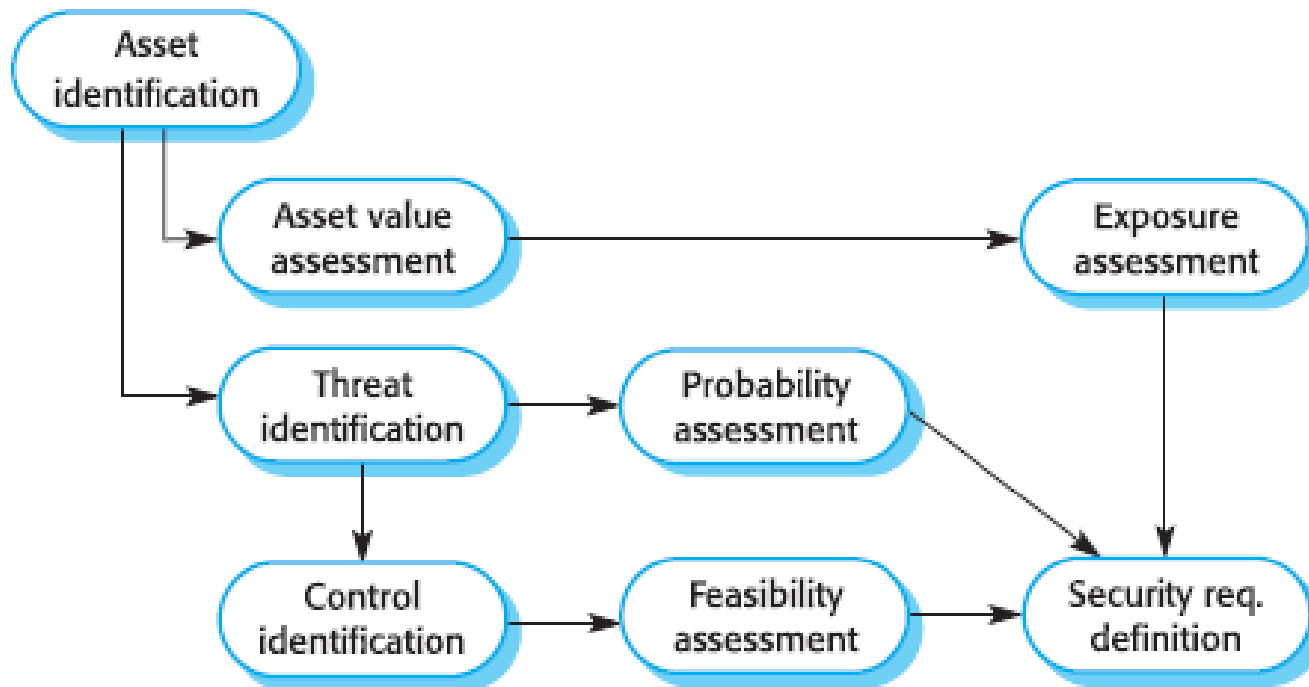 Asset
identification
Asset value
assessment
Exposure
assessment
Threat
identification
Probability
assessment
Control
identification
Feasibility
assessment
Security req.
definition